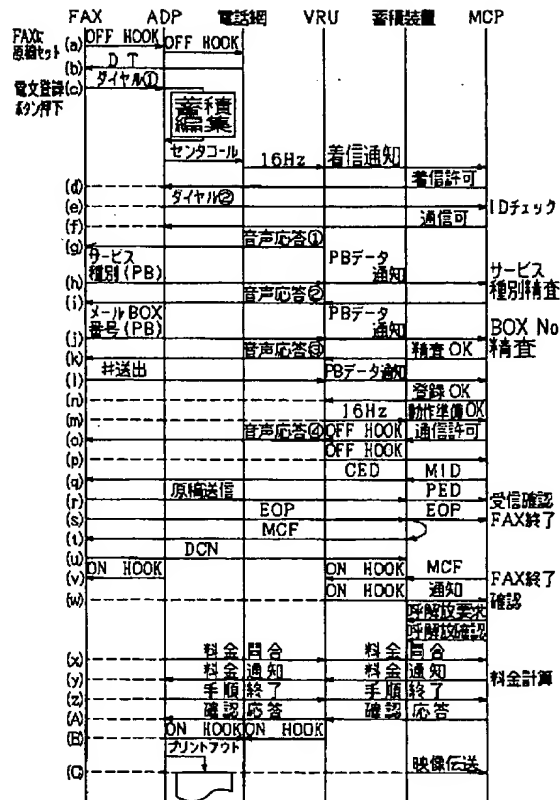 FAX ADP 電話網 VRU 蓄積装置 MCP
FAXに
原稿セット
(a) OFF HOOK OFF HOOK
(b) DT
電文登録
ボタン押下
(c) ダイヤル①
蓄積
編集
センタコール
16Hz 着信通知
着信許可
(d)
ダイヤル②
(e) IDチェック
通信可
(f)
音声応答①
(g)
サービス
種別(PB) PBデータ
通知 サービス
種別精査
(h)
音声応答②
(i)
メールBOX
番号(PB) PBデータ
通知 BOX No
精査
(j)
音声応答③ 精査OK
(k)
#送出 PBデータ通知
(l)
登録OK
(n)
16Hz 動作準備OK
(m)
音声応答④ OFF HOOK 通信許可
(o)
OFF HOOK
(p)
CED MID
(q)
原稿送信 PED
(r) 受信確認
EOP EOP
(s) FAX終了
MCF
(t)
DCN
(u)
ON HOOK ON HOOK MCF
(v) FAX終了
確認
ON HOOK 通知
(w)
呼解放要求
呼解放確認
料金問合 料金問合
(x)
料金通知 料金通知
(y) 料金計算
手順終了 手順終了
(z)
確認応答 確認応答
(A)
ON HOOK ON HOOK
(B)
プリントアウト
映像伝送
(C)